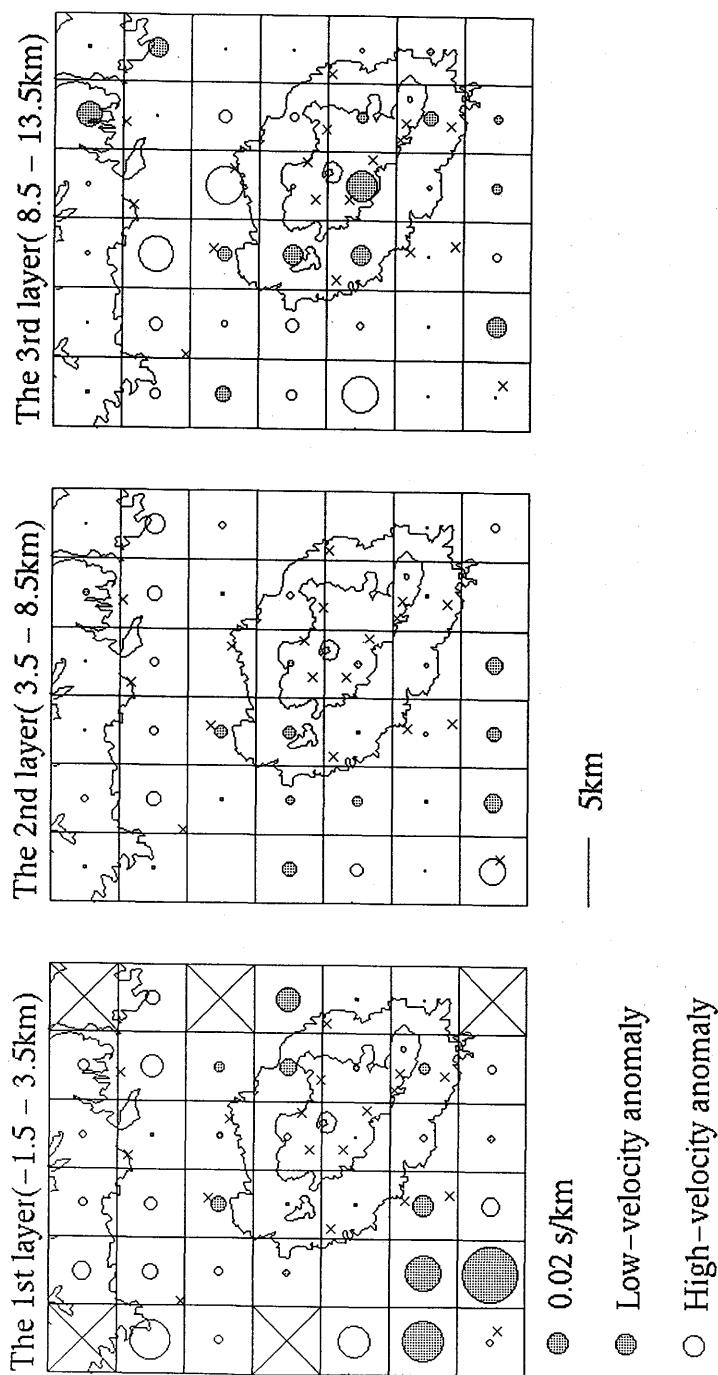 The 1st layer(−1.5 − 3.5km)
The 2nd layer( 3.5 − 8.5km)
The 3rd layer( 8.5 − 13.5km)
0.02 s/km
5km
Low−velocity anomaly
High−velocity anomaly